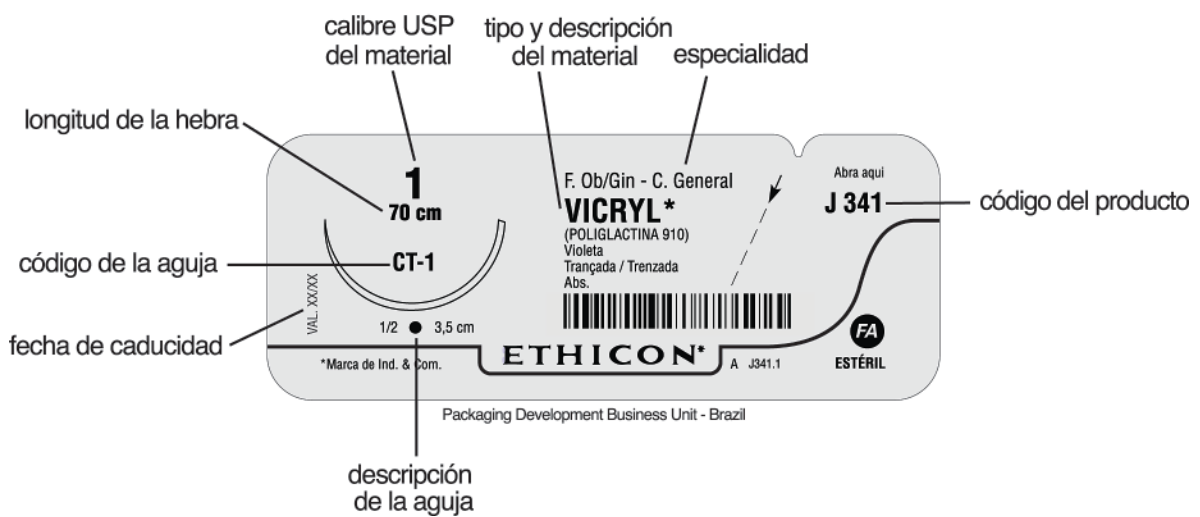 calibre USP
del material
tipo y descripción
del material
especialidad
longitud de la hebra
1
70 cm
F. Ob/Gin - C. General
VICRYL*
(POLIGLACTINA 910)
Violeta
Trançada / Trenzada
Abs.
Abra aqui
J 341
código del producto
código de la aguja
CT-1
VAL. XX/XX
fecha de caducidad
1/2 ● 3,5 cm
*Marca de Ind. & Com.
ETHICON*
A J341.1
FA
ESTÉRIL
Packaging Development Business Unit - Brazil
descripción
de la aguja